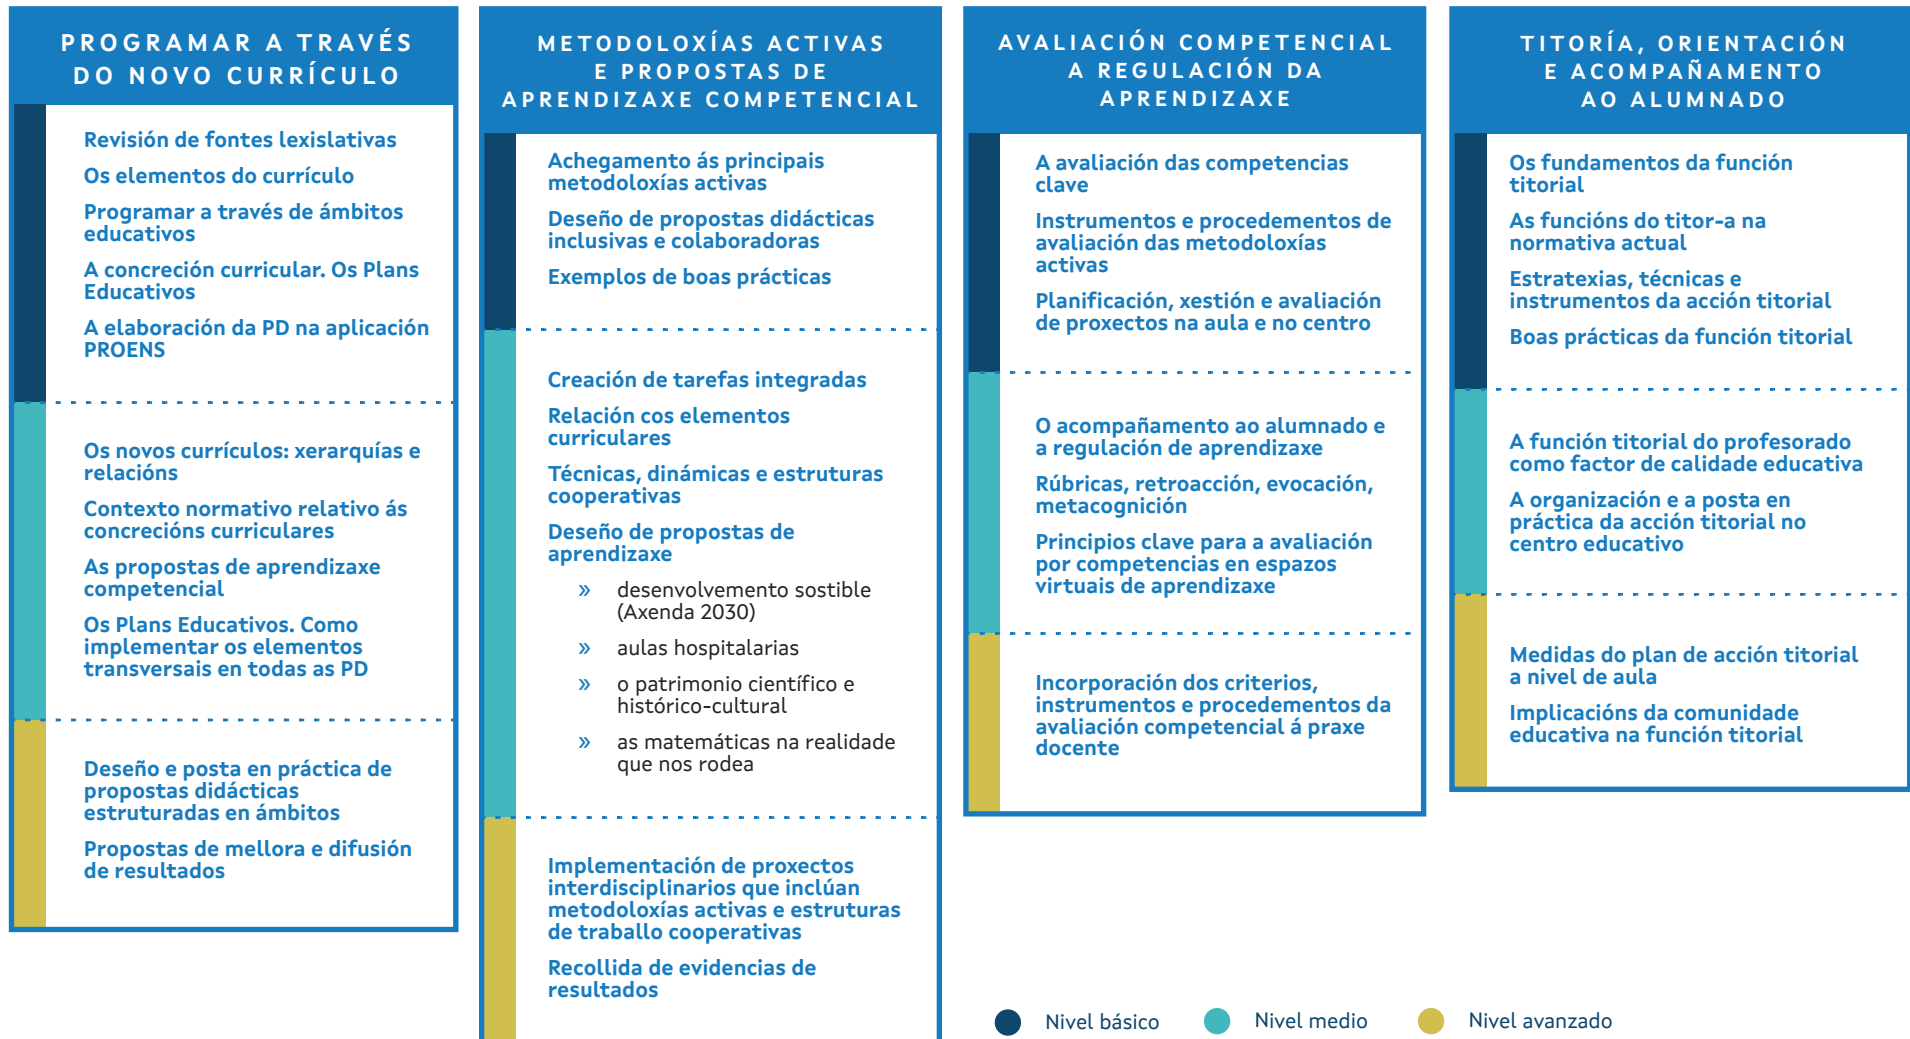 PROGRAMAR A TRAVÉS
DO NOVO CURRÍCULO
Revisión de fontes lexislativas
Os elementos do currículo
Programar a través de ámbitos
educativos
A concreción curricular. Os Plans
Educativos
A elaboración da PD na aplicación
PROENS
Os novos currículos: xerarquías e
relacións
Contexto normativo relativo ás
concrecións curriculares
As propostas de aprendizaxe
competencial
Os Plans Educativos. Como
implementar os elementos
transversais en todas as PD
Deseño e posta en práctica de
propostas didácticas
estruturadas en ámbitos
Propostas de mellora e difusión
de resultados
METODOLOXÍAS ACTIVAS
E PROPOSTAS DE
APRENDIZAXE COMPETENCIAL
Achegamento ás principais
metodoloxías activas
Deseño de propostas didácticas
inclusivas e colaboradoras
Exemplos de boas prácticas
Creación de tarefas integradas
Relación cos elementos
curriculares
Técnicas, dinámicas e estruturas
cooperativas
Deseño de propostas de
aprendizaxe
» desenvolvemento sostible
(Axenda 2030)
» aulas hospitalarias
» o patrimonio científico e
histórico-cultural
» as matemáticas na realidade
que nos rodea
Implementación de proxectos
interdisciplinarios que inclúan
metodoloxías activas e estruturas
de traballo cooperativas
Recollida de evidencias de
resultados
AVALIACIÓN COMPETENCIAL
A REGULACIÓN DA
APRENDIZAXE
A avaliación das competencias
clave
Instrumentos e procedementos de
avaliación das metodoloxías
activas
Planificación, xestión e avaliación
de proxectos na aula e no centro
O acompañamento ao alumnado e
a regulación de aprendizaxe
Rúbricas, retroacción, evocación,
metacognición
Principios clave para a avaliación
por competencias en espazos
virtuais de aprendizaxe
Incorporación dos criterios,
instrumentos e procedementos da
avaliación competencial á praxe
docente
TITORÍA, ORIENTACIÓN
E ACOMPAÑAMENTO
AO ALUMNADO
Os fundamentos da función
titorial
As funcións do titor-a na
normativa actual
Estratexias, técnicas e
instrumentos da acción titorial
Boas prácticas da función titorial
A función titorial do profesorado
como factor de calidade educativa
A organización e a posta en
práctica da acción titorial no
centro educativo
Medidas do plan de acción titorial
a nivel de aula
Implicacións da comunidade
educativa na función titorial
Nivel básico
Nivel medio
Nivel avanzado